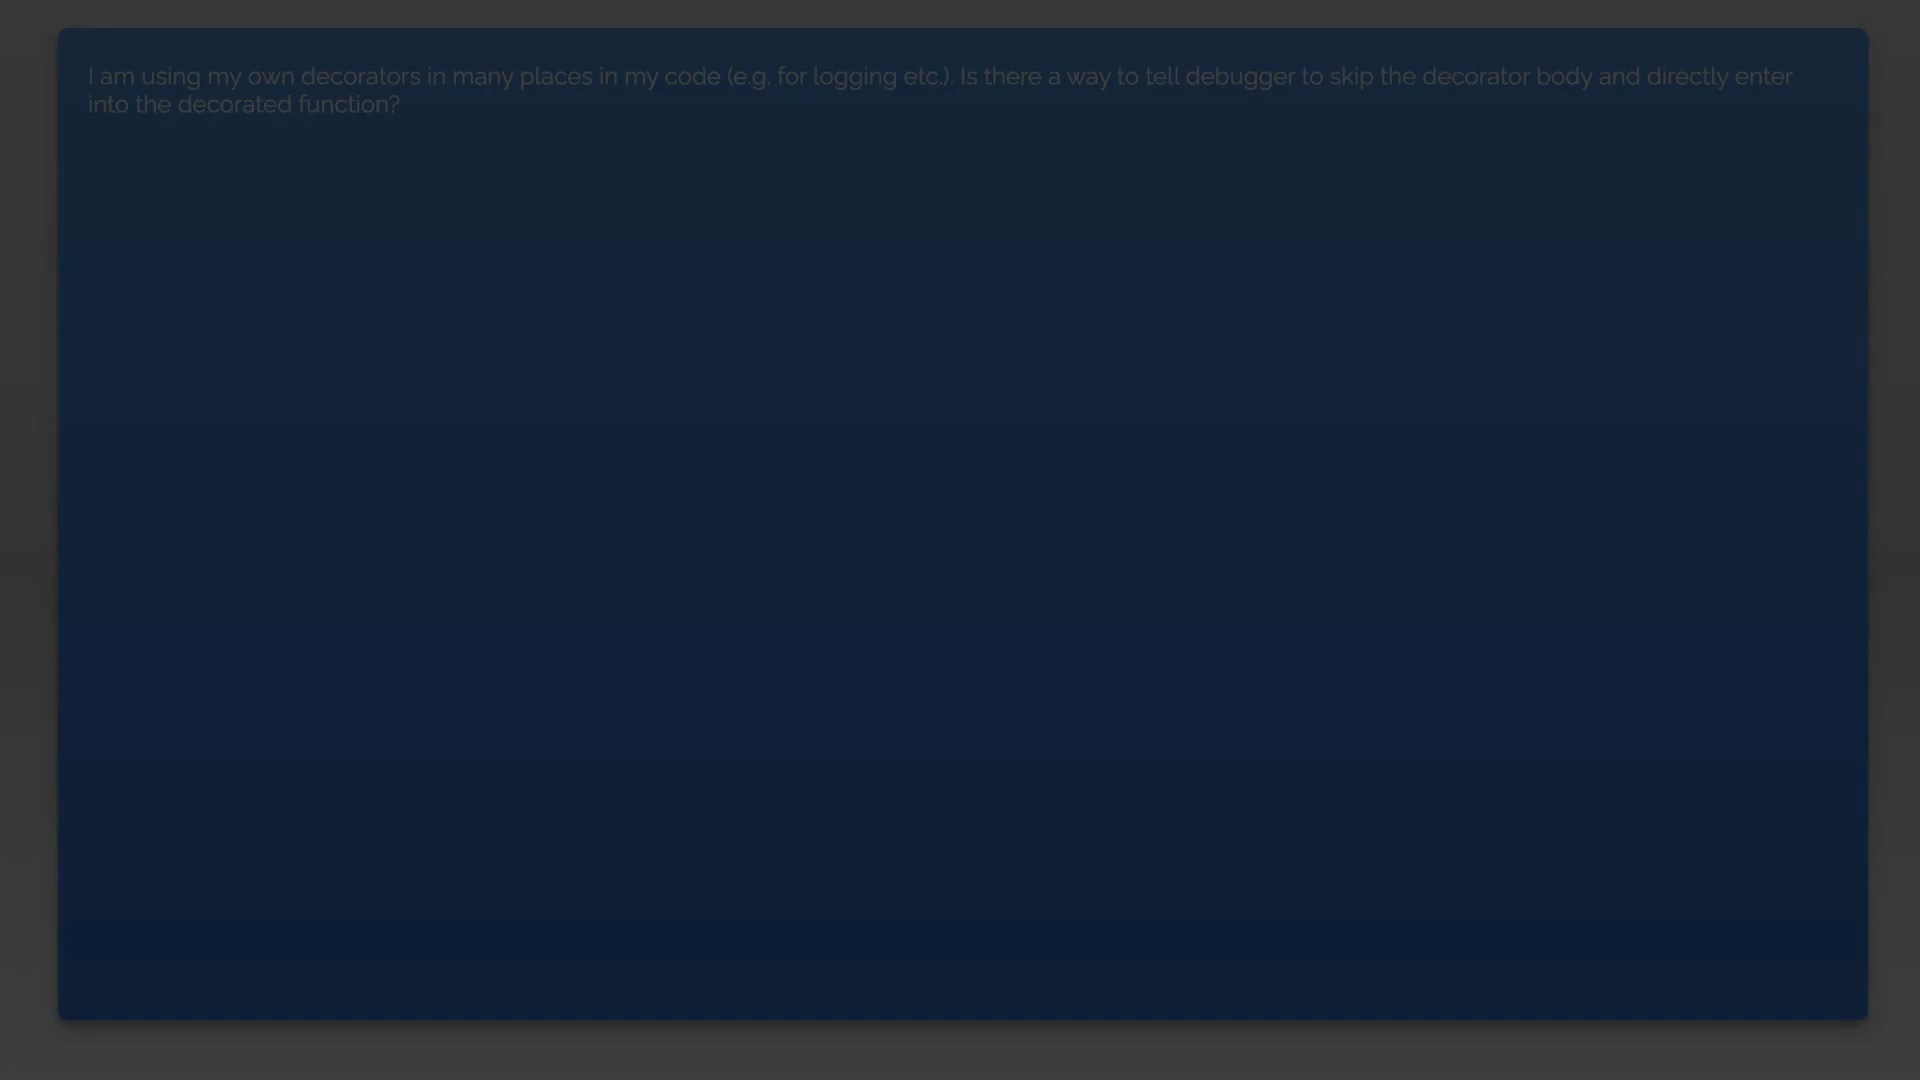 I am using my own decorators in many places in my code (e.g. for logging etc.). Is there a way to tell debugger to skip the decorator body and directly enter
into the decorated function?